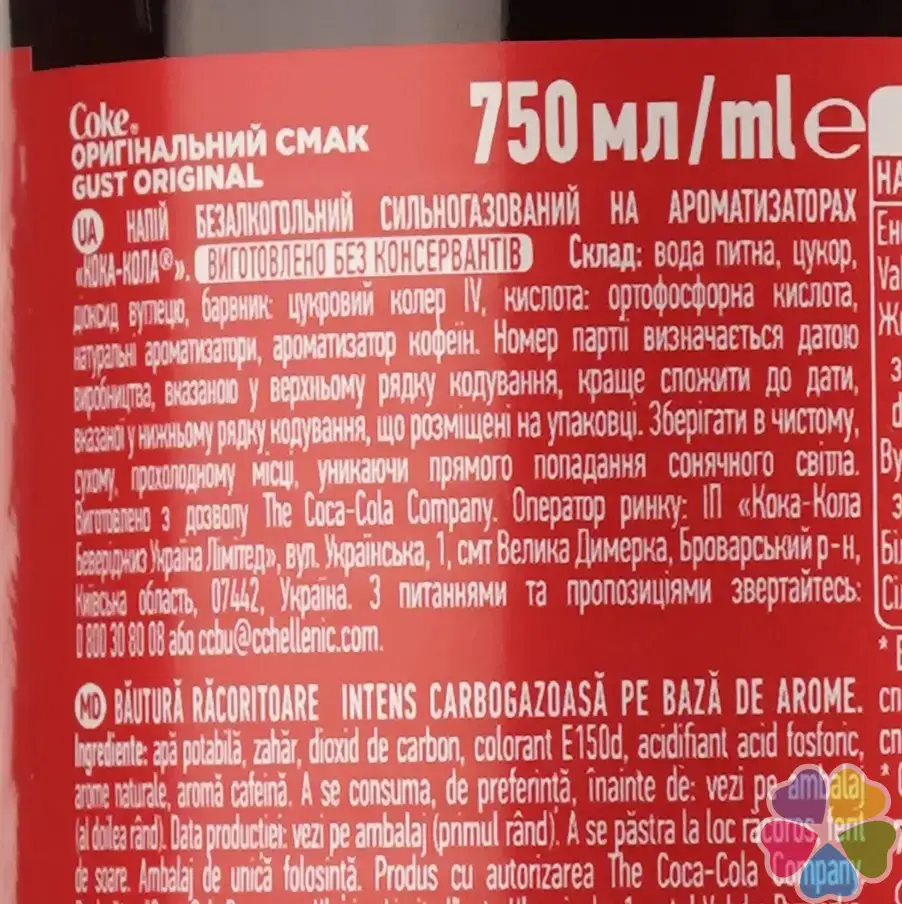 Coke®
ОРИГІНАЛЬНИЙ СМАК
GUST ORIGINAL
750 мл/ml e
UA НАПІЙ БЕЗАЛКОГОЛЬНИЙ СИЛЬНОГАЗОВАНИЙ НА АРОМАТИЗАТОРАХ
«КОКА-КОЛА®». ВИГОТОВЛЕНО БЕЗ КОНСЕРВАНТІВ Склад: вода питна, цукор,
діоксид вуглецю, барвник: цукровий колер IV, кислота: ортофосфорна кислота,
натуральні ароматизатори, ароматизатор кофеїн. Номер партії визначається датою
виробництва, вказаною у верхньому рядку кодування, краще спожити до дати,
вказаної у нижньому рядку кодування, що розміщені на упаковці. Зберігати в чистому,
сухому, прохолодному місці, уникаючи прямого попадання сонячного світла.
Виготовлено з дозволу The Coca-Cola Company. Оператор ринку: ІП «Кока-Кола
Беверіджиз Україна Лімітед», вул. Українська, 1, смт Велика Димерка, Броварський р-н,
Київська область, 07442, Україна. З питаннями та пропозиціями звертайтесь:
0 800 30 80 08 або ccbu@cchellenic.com.
MD BĂUTURĂ RĂCORITOARE INTENS CARBOGAZOASĂ PE BAZĂ DE AROME.
Ingrediente: apă potabilă, zahăr, dioxid de carbon, colorant E150d, acidifiant acid fosforic,
arome naturale, aromă cafeină. A se consuma, de preferință, înainte de: vezi pe ambalaj
(al doilea rând). Data producției: vezi pe ambalaj (primul rând). A se păstra la loc
de soare. Ambalaj de unică folosință. Produs cu autorizarea The Coca-Cola Company